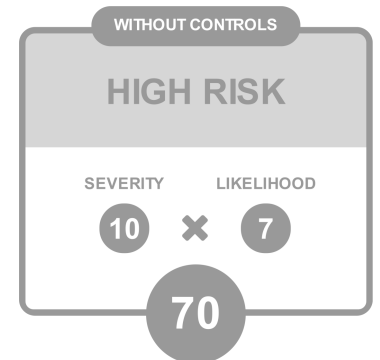 WITHOUT CONTROLS
HIGH RISK
SEVERITY LIKELIHOOD
10 × 7
70